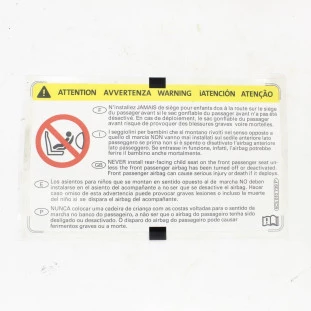 ATTENTION AVVERTENZA WARNING ¡ATENCIÓN ATENÇÃO
F N'installez JAMAIS de siège pour enfants dos à la route sur le siège
du passager avant si le sac gonflable du passager avant n'a pas été
désactivé. En cas de déploiement, le sac gonflable du passager
avant risque de provoquer des blessures graves voire mortelles.
I I seggiolini per bambini che si montano rivolti nel senso opposto a
quello di marcia NON vanno mai installati sul sedile anteriore lato
passeggero se prima non si è spento o disattivato l'airbag anteriore
lato passeggero. Se entrasse in funzione, infatti, l'airbag potrebbe
ferire il bambino anche mortalmente.
GB NEVER install rear-facing child seat on the front passenger seat un-
less the front passenger airbag has been turned off or deactivated.
Front passenger airbag can cause serious injury or death if it deploys.
E Los asientos para niños que se montan en sentido opuesto al de marcha NO deben
instalarse en el asiento del acompañante a no ser que se desactive el airbag. Hacer
caso omiso de esta advertencia puede provocar graves lesiones o incluso la muerte
del niño si se dispara el airbag del acompañante.
P NUNCA colocar uma cadeira de criança com as costas voltadas para o sentido da
marcha no banco do passageiro, a não ser que o airbag do passageiro tenha sido
desligado ou desactivado. O disparo do airbag do passageiro pode causar
ferimentos graves ou a morte.